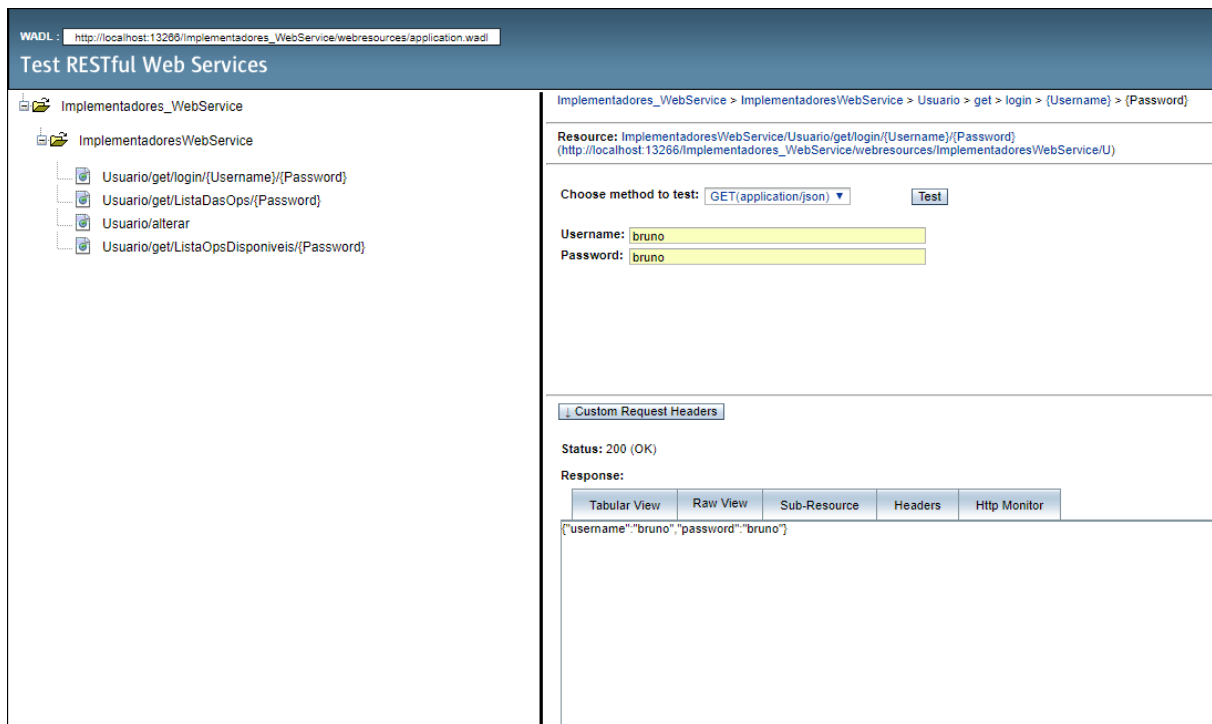 WADL : http://localhost:13266/Implementadores_WebService/webresources/application.wadl
Test RESTful Web Services
Implementadores_WebService
ImplementadoresWebService
Usuario/get/login/{Username}/{Password}
Usuario/get/ListaDasOps/{Password}
Usuario/alterar
Usuario/get/ListaOpsDisponiveis/{Password}
Implementadores_WebService > ImplementadoresWebService > Usuario > get > login > {Username} > {Password}
Resource: ImplementadoresWebService/Usuario/get/login/{Username}/{Password}
(http://localhost:13266/Implementadores_WebService/webresources/ImplementadoresWebService/U)
Choose method to test: GET(application/json) ▼ Test
Username: bruno
Password: bruno
↓ Custom Request Headers
Status: 200 (OK)
Response:
Tabular View Raw View Sub-Resource Headers Http Monitor
{"username":"bruno","password":"bruno"}